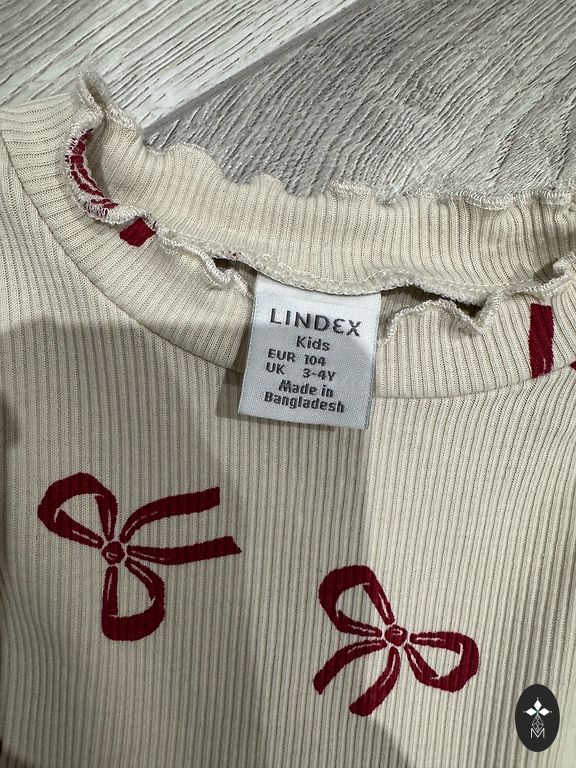 LINDEX
Kids
EUR 104
UK 3-4Y
Made in
Bangladesh